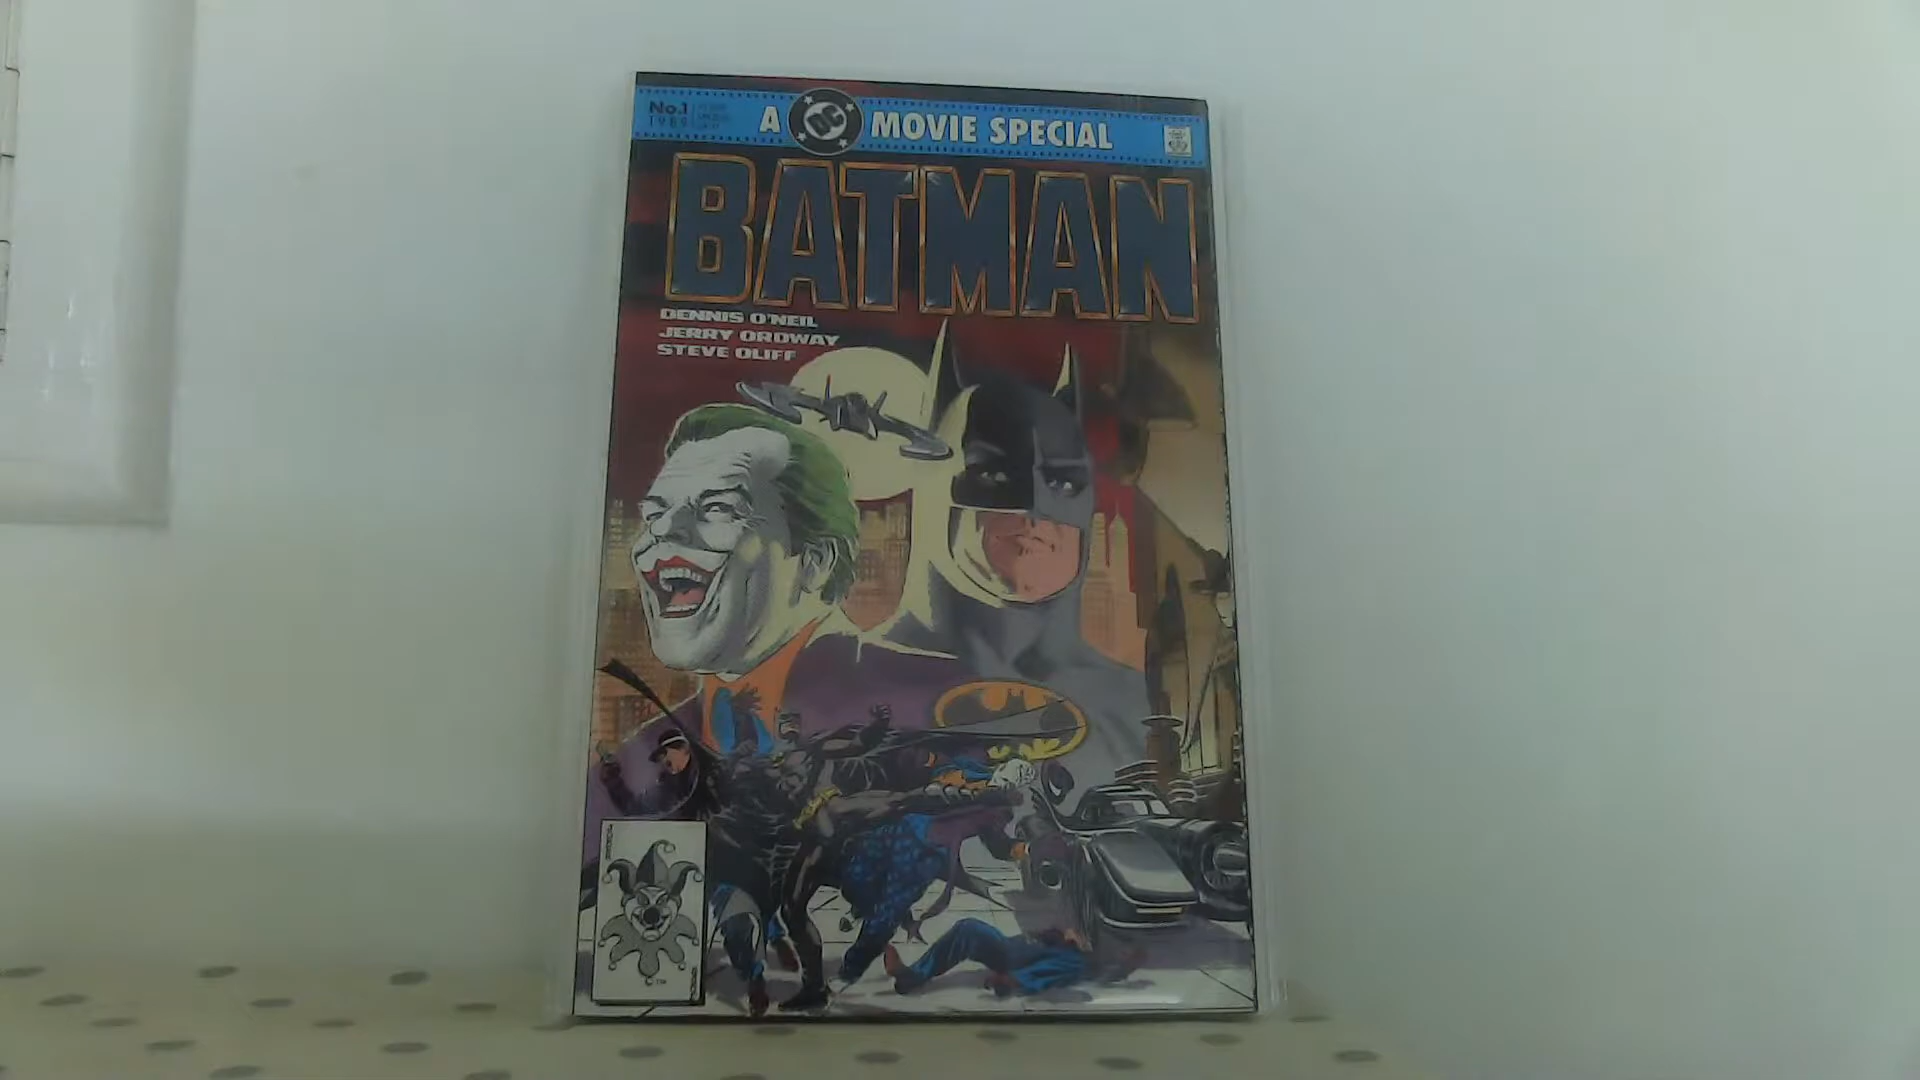 No.1
1989
A DC MOVIE SPECIAL
BATMAN
DENNIS O'NEIL
JERRY ORDWAY
STEVE OLIFF